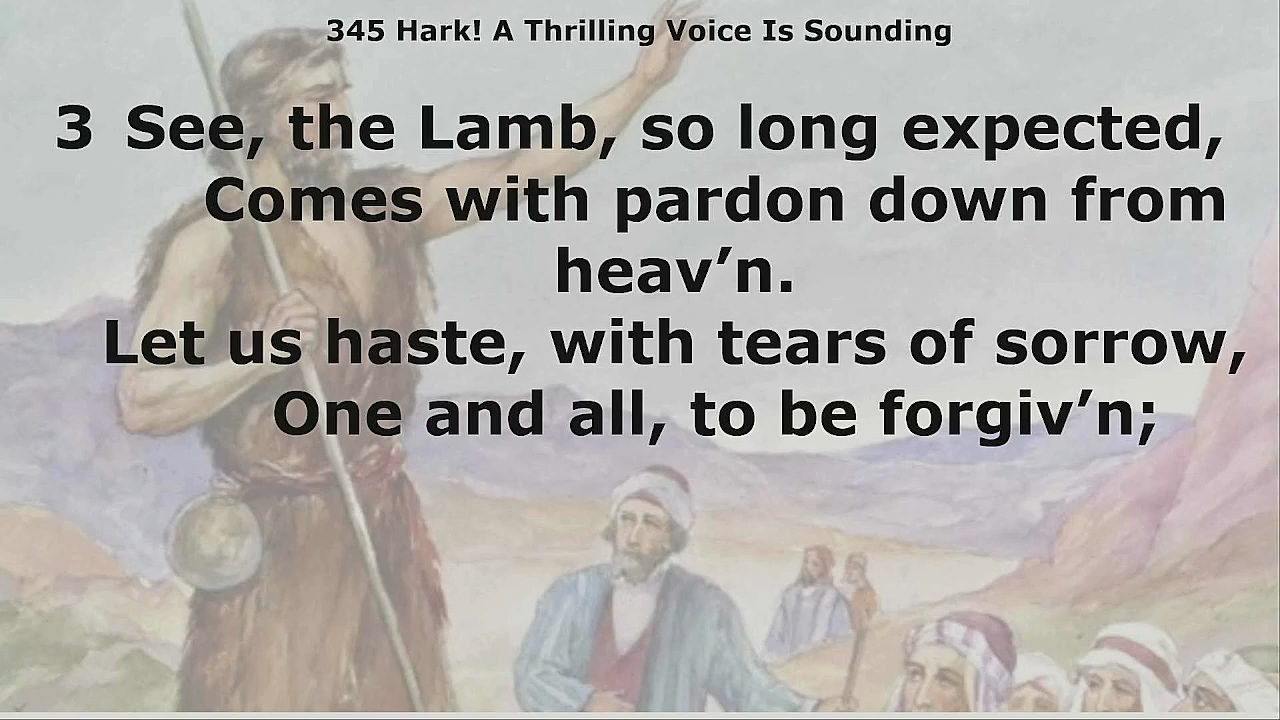 345 Hark! A Thrilling Voice Is Sounding
3 See, the Lamb, so long expected,
Comes with pardon down from
heav’n.
Let us haste, with tears of sorrow,
One and all, to be forgiv’n;